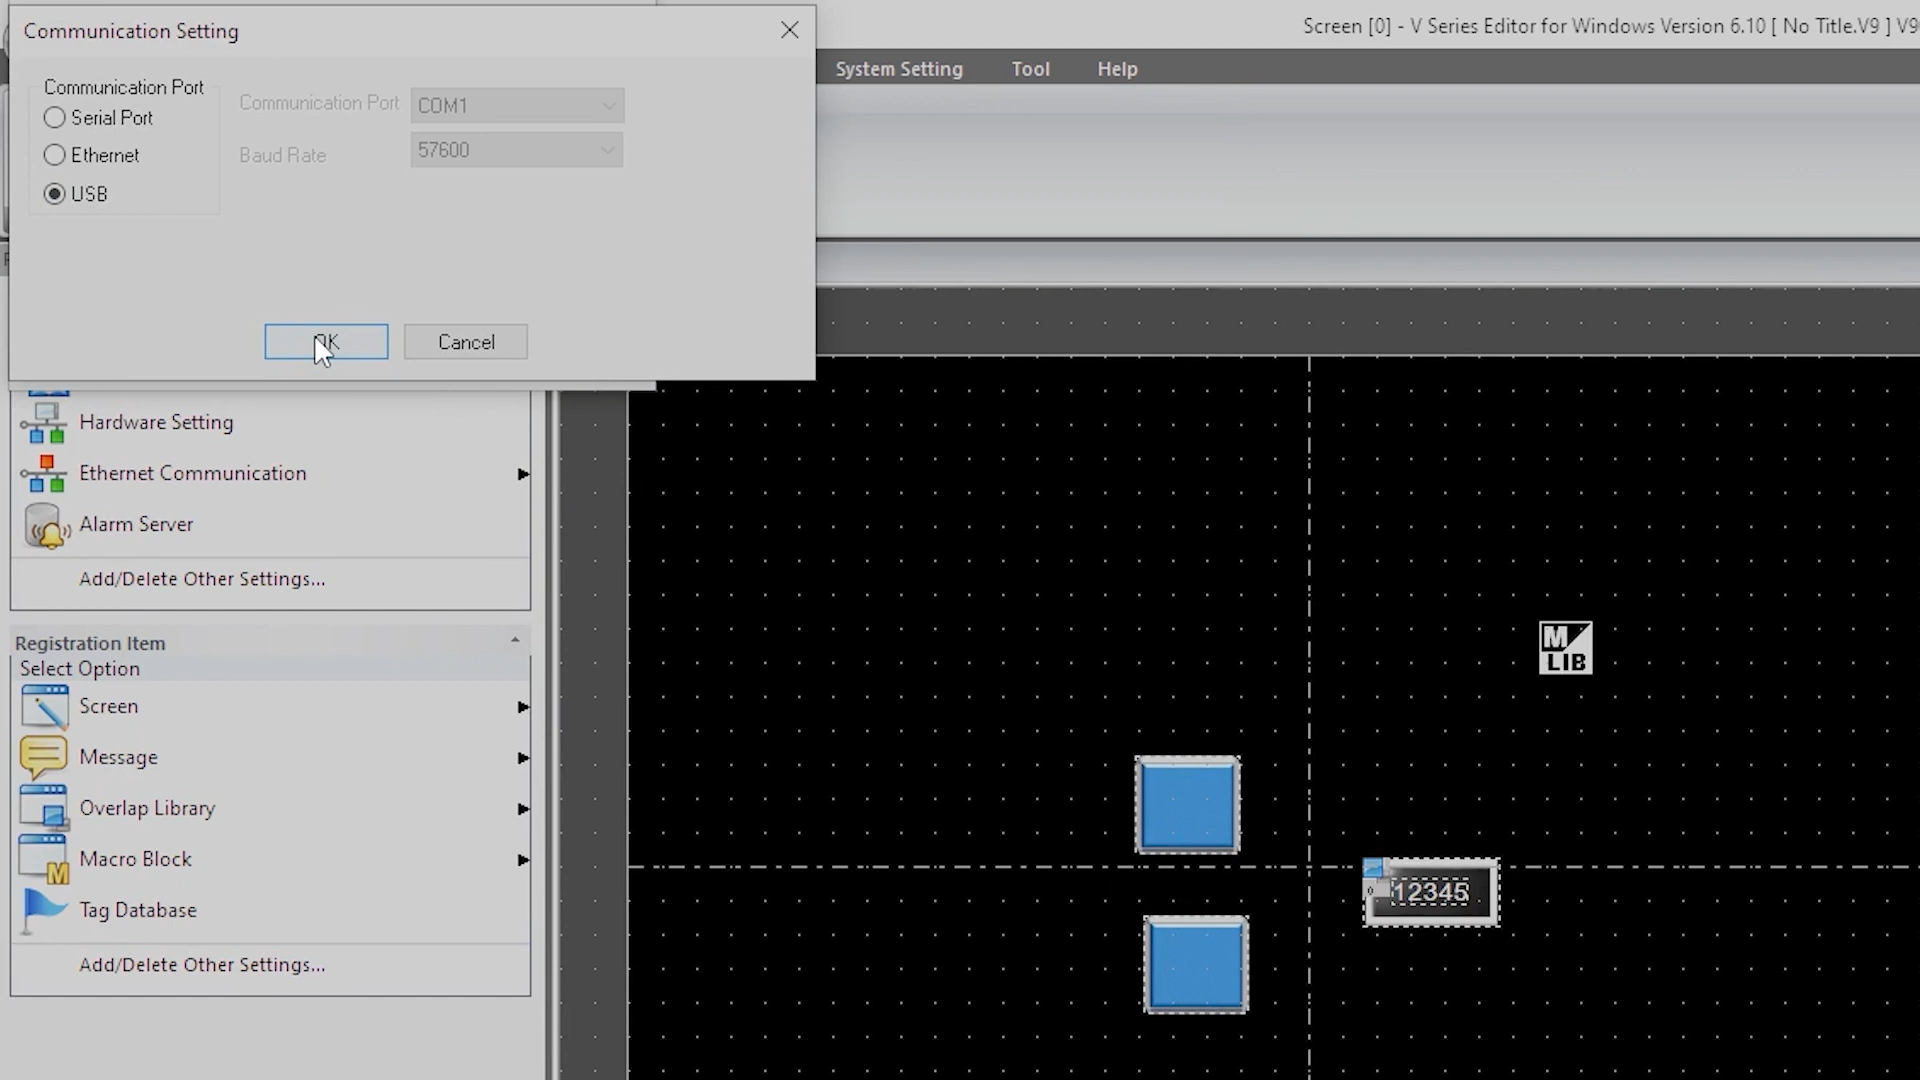 Communication Setting
Screen [0] - V Series Editor for Windows Version 6.10 [ No Title.V9 ] V9
System Setting Tool Help
Communication Port
Serial Port
Ethernet
USB
Communication Port COM1
Baud Rate 57600
OK Cancel
Hardware Setting
Ethernet Communication
Alarm Server
Add/Delete Other Settings...
Registration Item
Select Option
Screen
Message
Overlap Library
Macro Block
Tag Database
Add/Delete Other Settings...
M
LIB
0 12345